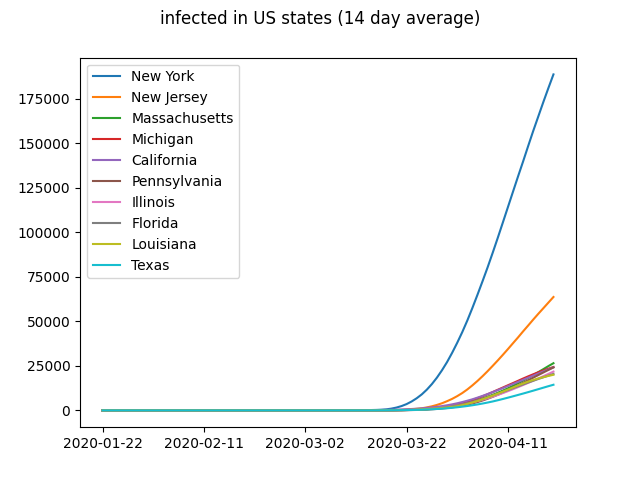 infected in US states (14 day average)
New York
New Jersey
Massachusetts
Michigan
California
Pennsylvania
Illinois
Florida
Louisiana
Texas
175000
150000
125000
100000
75000
50000
25000
0
2020-01-22 2020-02-11 2020-03-02 2020-03-22 2020-04-11